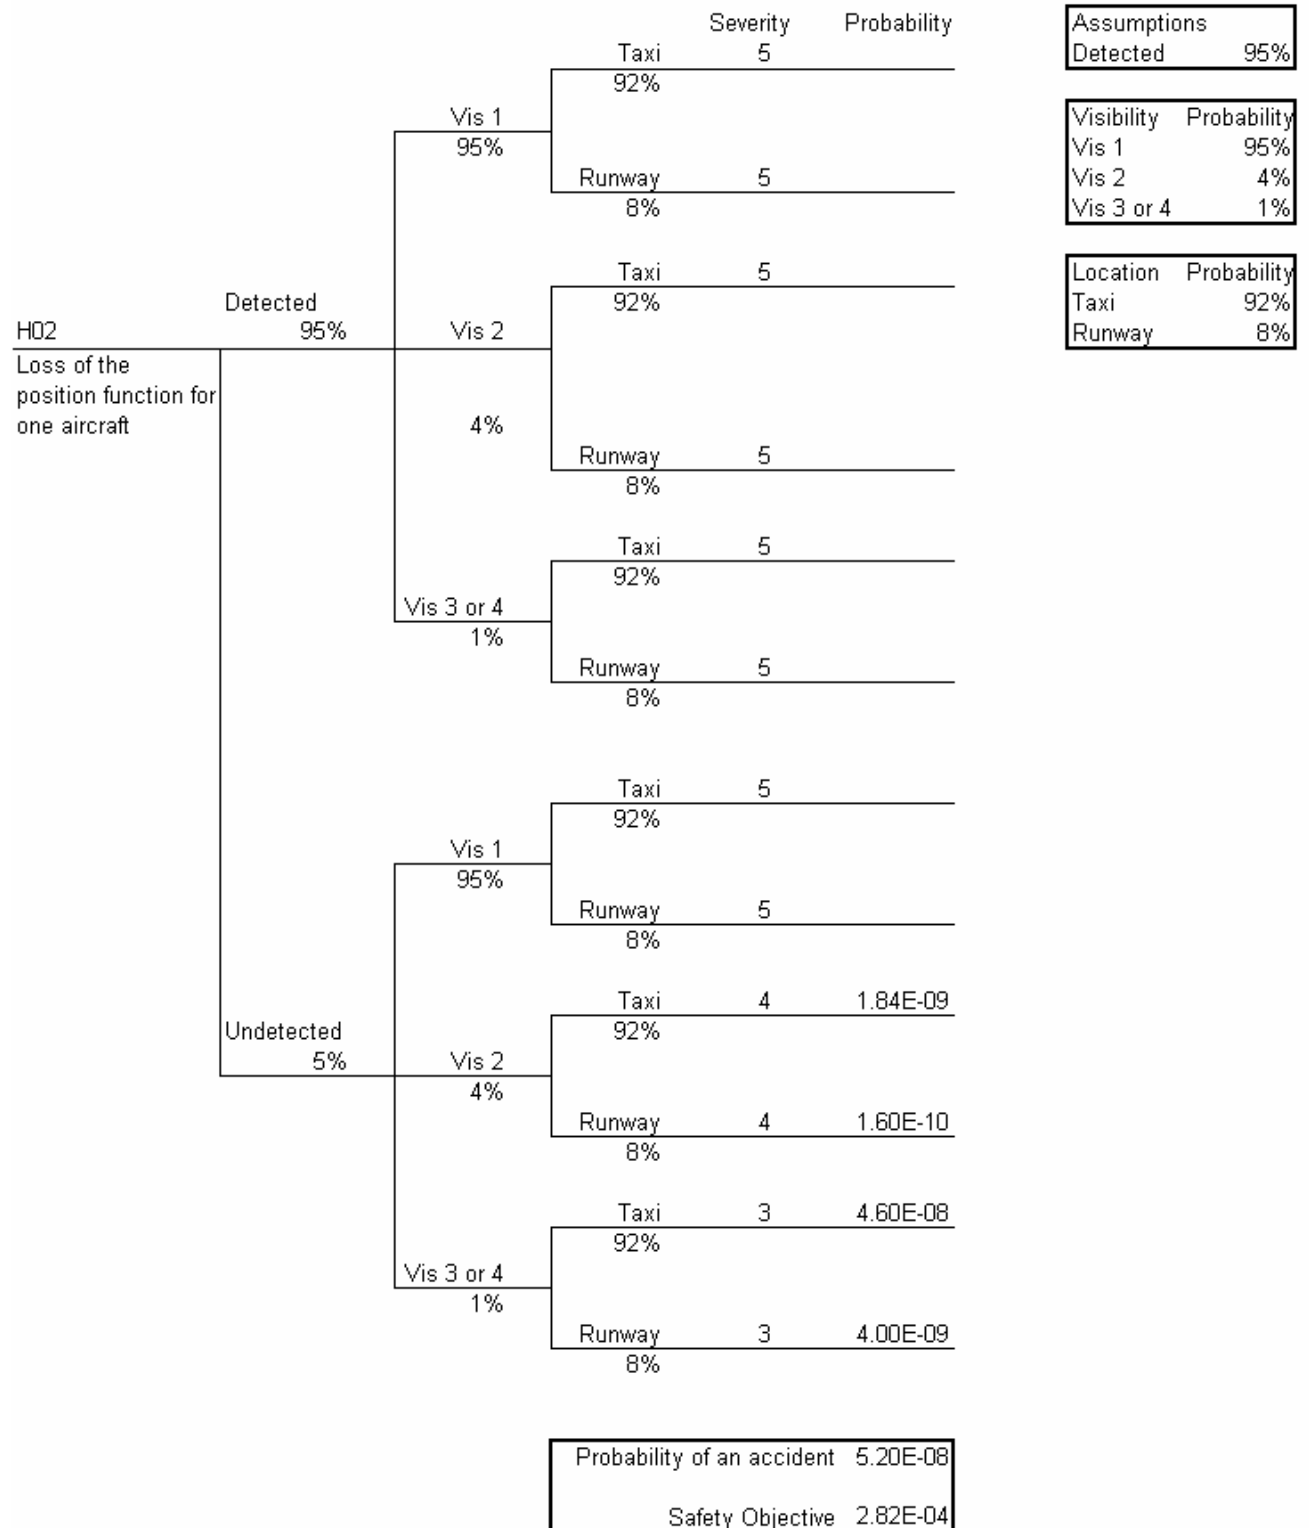 Severity Probability
Taxi 5
92%
Vis 1
95%
Runway 5
8%
Taxi 5
92%
Detected
H02 95% Vis 2
Loss of the
position function for
one aircraft 4%
Runway 5
8%
Taxi 5
92%
Vis 3 or 4
1%
Runway 5
8%
Taxi 5
92%
Vis 1
95%
Runway 5
8%
Taxi 4 1.84E-09
92%
Undetected
5% Vis 2
4%
Runway 4 1.60E-10
8%
Taxi 3 4.60E-08
92%
Vis 3 or 4
1%
Runway 3 4.00E-09
8%
Probability of an accident 5.20E-08
Safety Objective 2.82E-04
Assumptions
Detected 95%
Visibility Probability
Vis 1 95%
Vis 2 4%
Vis 3 or 4 1%
Location Probability
Taxi 92%
Runway 8%